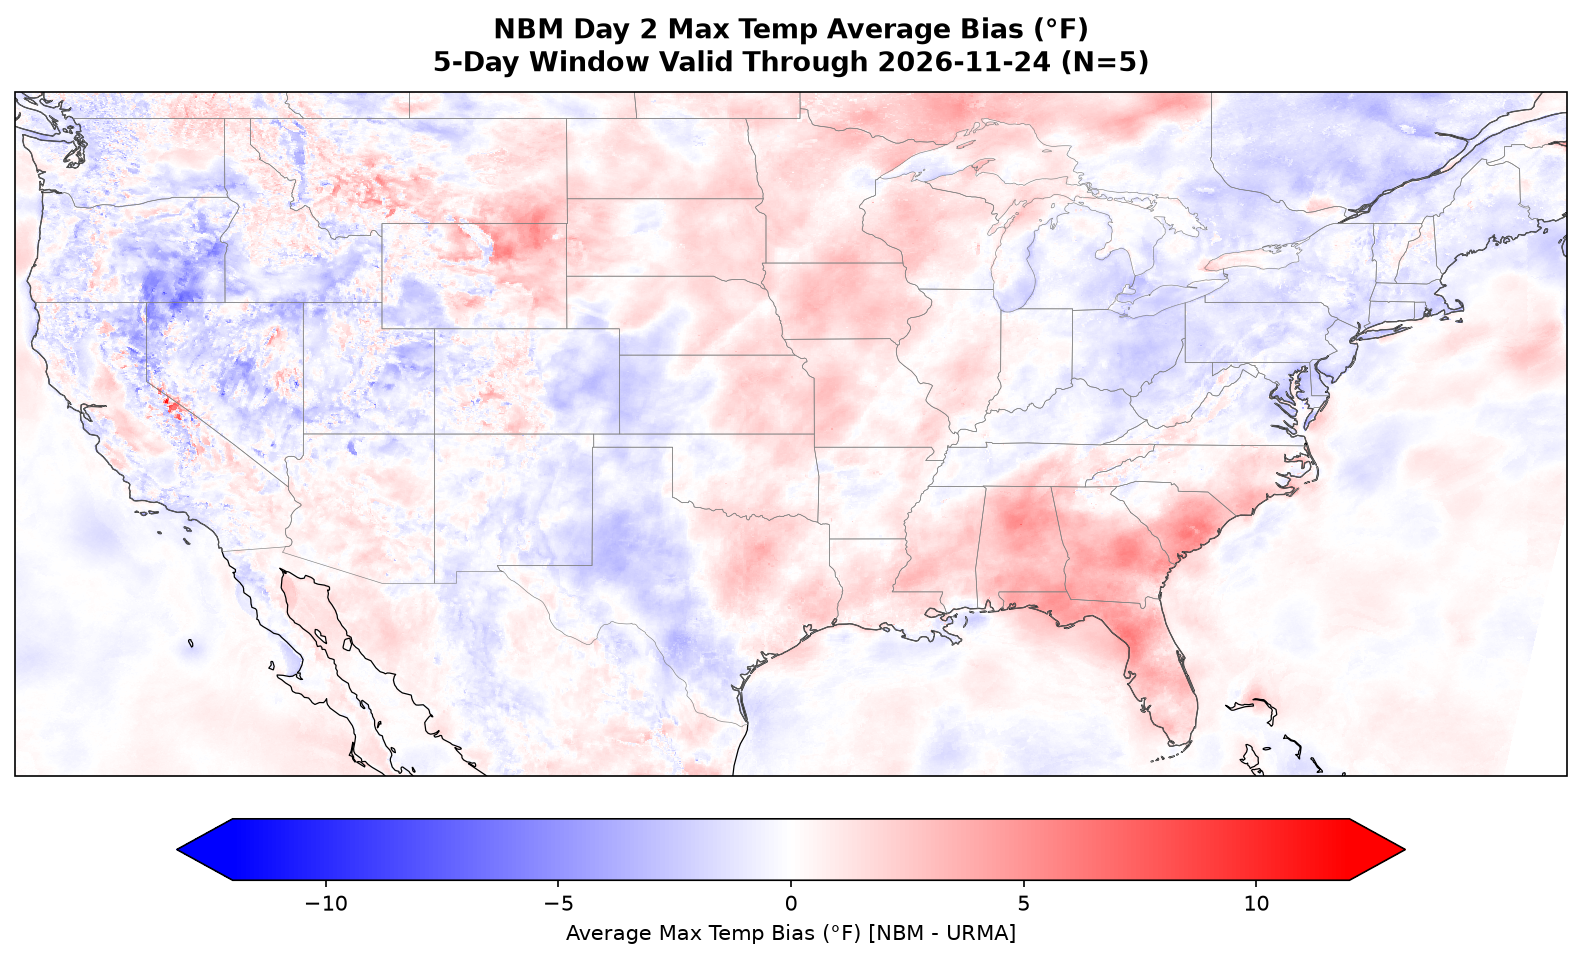 NBM Day 2 Max Temp Average Bias (°F)
5-Day Window Valid Through 2026-11-24 (N=5)
−10 −5 0 5 10
Average Max Temp Bias (°F) [NBM - URMA]